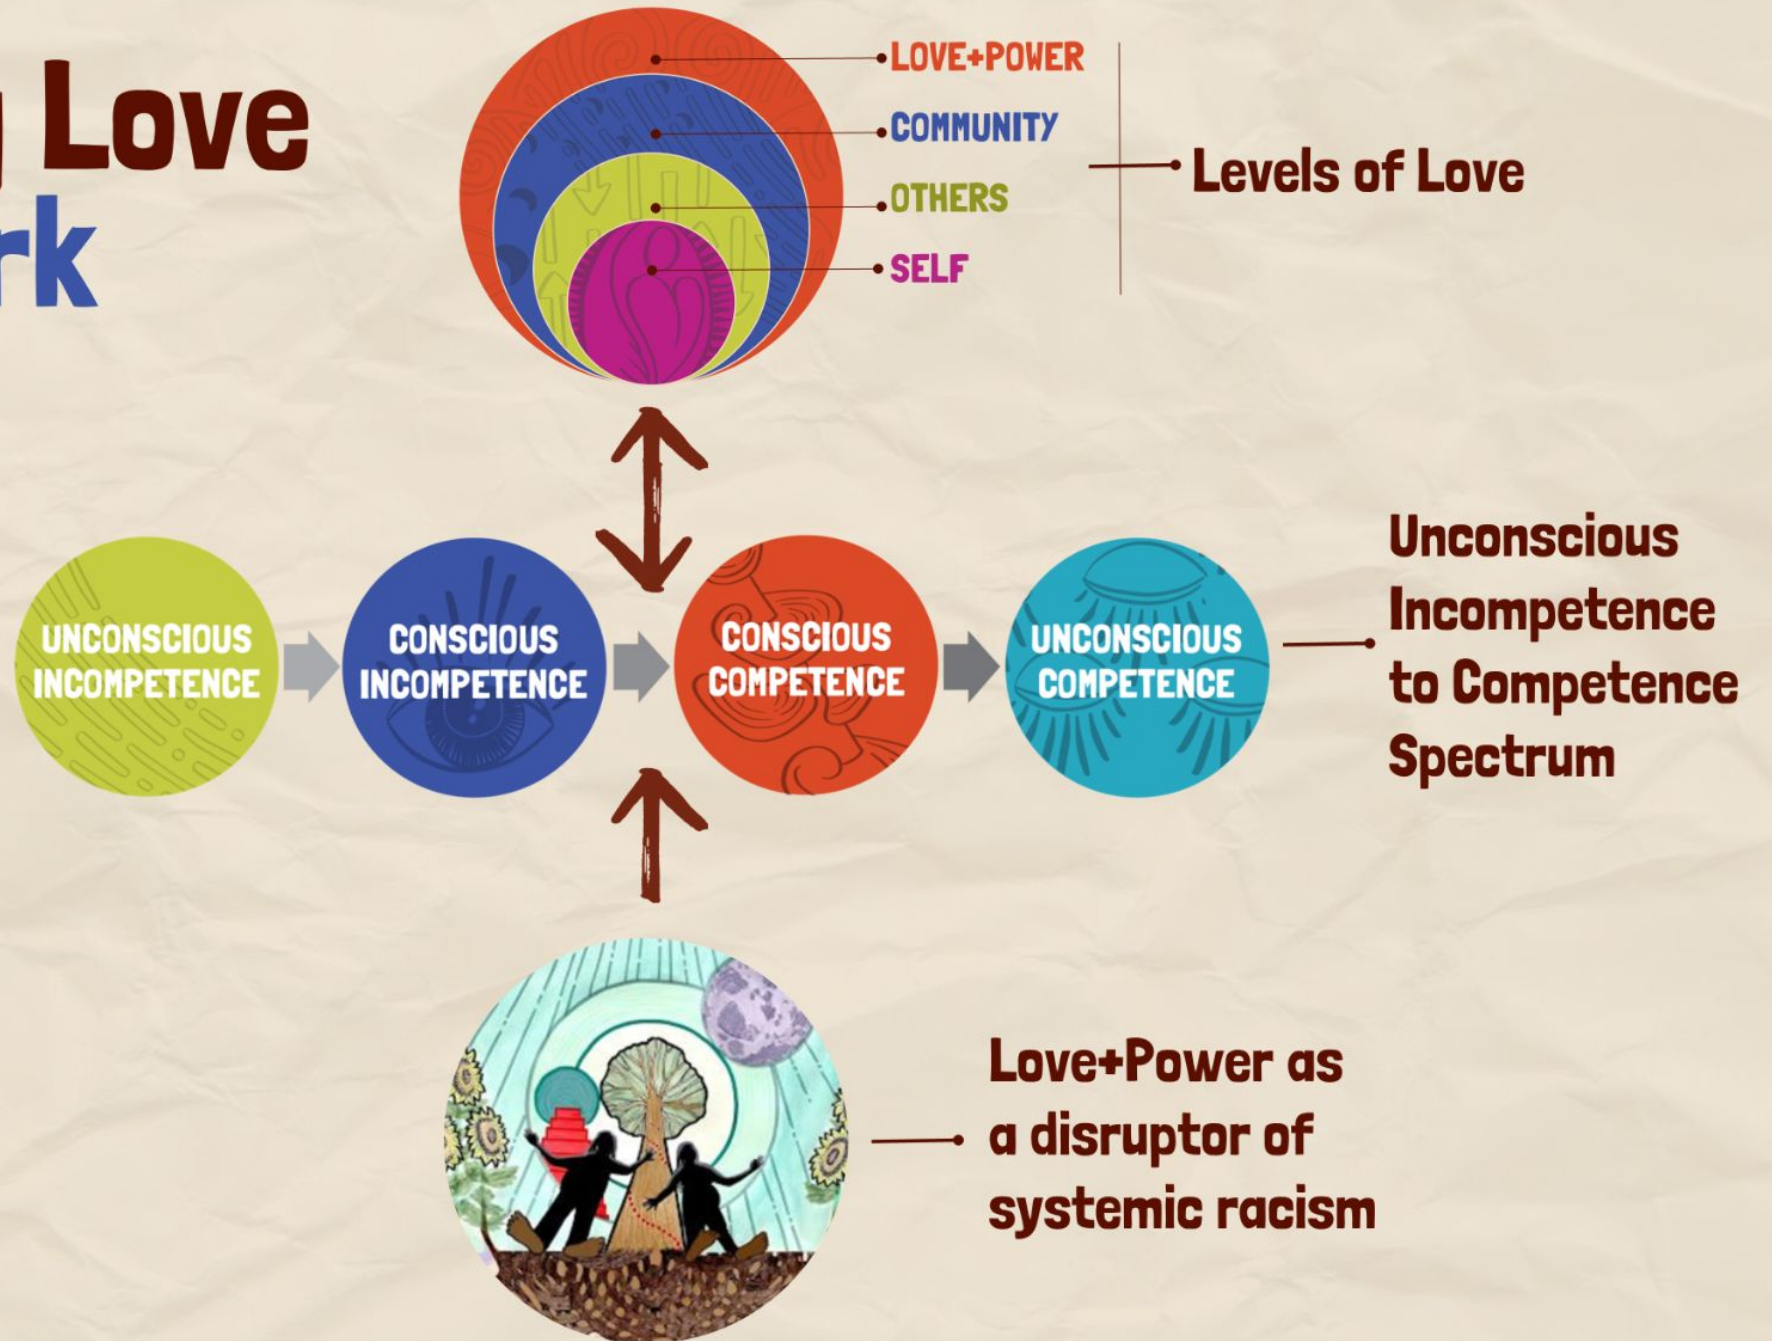 g Love
rk
LOVE+POWER
COMMUNITY
OTHERS
SELF
Levels of Love
UNCONSCIOUS
INCOMPETENCE
CONSCIOUS
INCOMPETENCE
CONSCIOUS
COMPETENCE
UNCONSCIOUS
COMPETENCE
Unconscious
Incompetence
to Competence
Spectrum
Love+Power as
a disruptor of
systemic racism